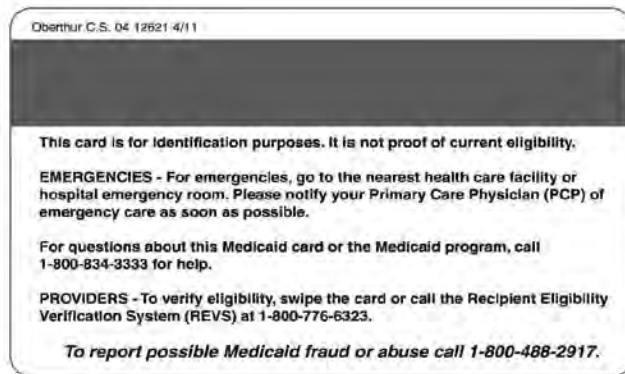 Oberthur C.S. 04 12621 4/11
This card is for identification purposes. It is not proof of current eligibility.
EMERGENCIES - For emergencies, go to the nearest health care facility or
hospital emergency room. Please notify your Primary Care Physician (PCP) of
emergency care as soon as possible.
For questions about this Medicaid card or the Medicaid program, call
1-800-834-3333 for help.
PROVIDERS - To verify eligibility, swipe the card or call the Recipient Eligibility
Verification System (REVS) at 1-800-776-6323.
To report possible Medicaid fraud or abuse call 1-800-488-2917.